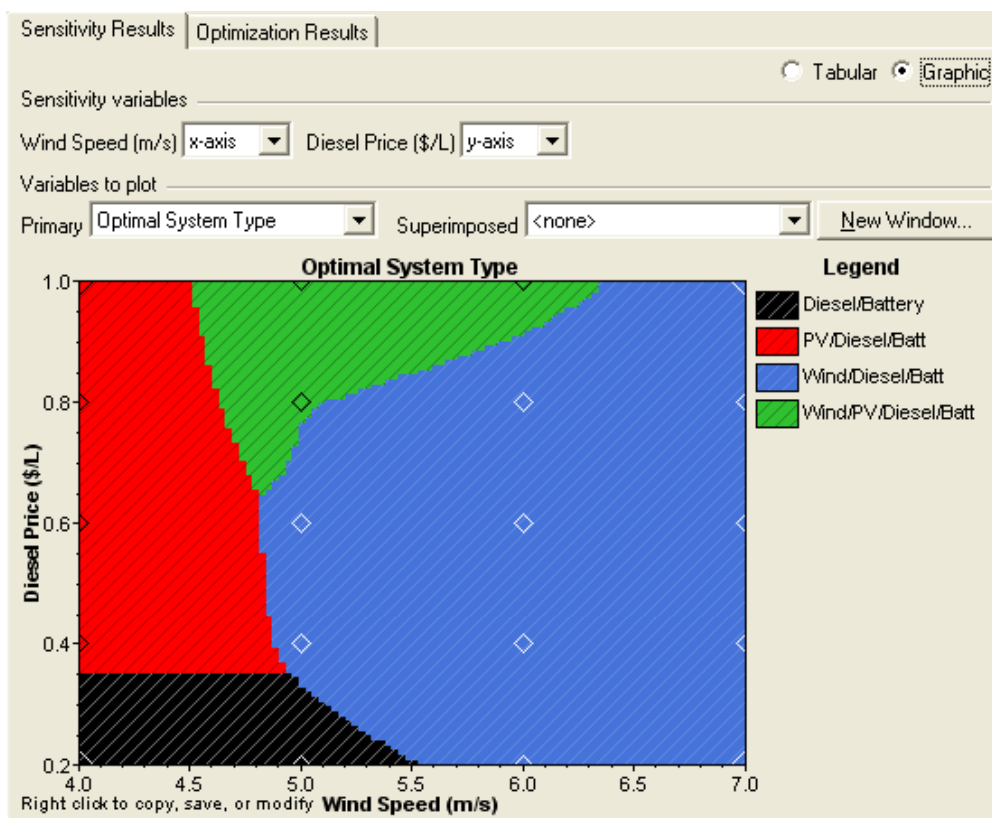 Sensitivity Results Optimization Results
Tabular Graphic
Sensitivity variables
Wind Speed (m/s) x-axis Diesel Price ($/L) y-axis
Variables to plot
Primary Optimal System Type Superimposed <none> New Window...
Optimal System Type
Legend
Diesel/Battery
PV/Diesel/Batt
Wind/Diesel/Batt
Wind/PV/Diesel/Batt
Diesel Price ($/L)
1.0
0.8
0.6
0.4
0.2
4.0 4.5 5.0 5.5 6.0 6.5 7.0
Right click to copy, save, or modify Wind Speed (m/s)